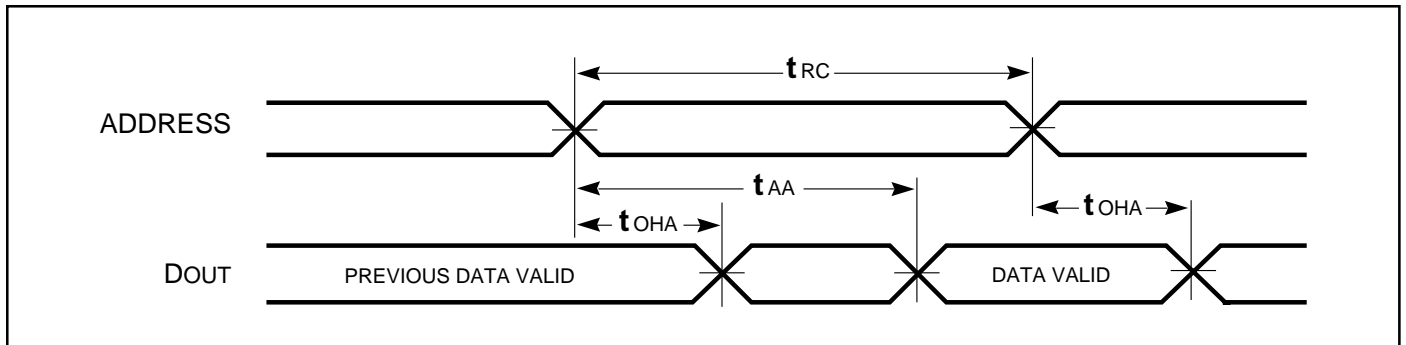 tRC
ADDRESS
tAA
tOHA
tOHA
DOUT
PREVIOUS DATA VALID
DATA VALID